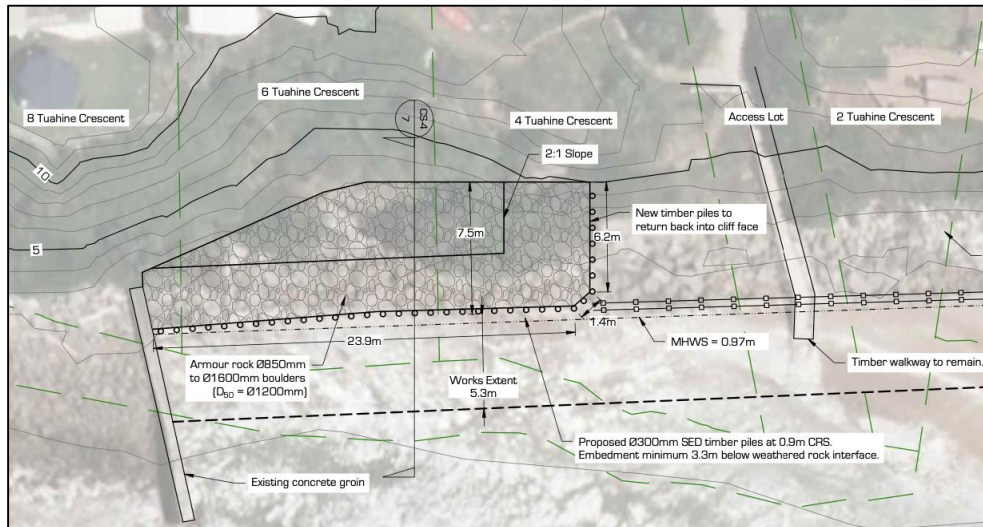 8 Tuahine Crescent
6 Tuahine Crescent
CS-4
7
4 Tuahine Crescent
Access Lot
2 Tuahine Crescent
2:1 Slope
10
5
7.5m
6.2m
New timber piles to
return back into cliff face
1.4m
23.9m
MHWS = 0.97m
Timber walkway to remain.
Armour rock Ø850mm
to Ø1600mm boulders
(D50 = Ø1200mm)
Works Extent
5.3m
Proposed Ø300mm SED timber piles at 0.9m CRS.
Embedment minimum 3.3m below weathered rock interface.
Existing concrete groin